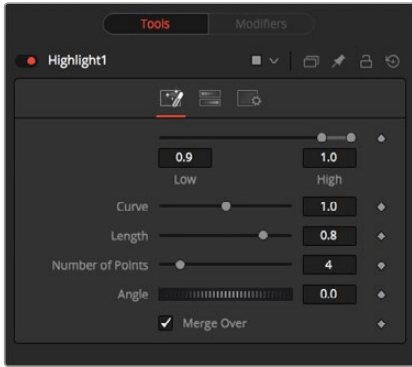 Tools Modifiers
Highlight1
0.9 1.0
Low High
Curve 1.0
Length 0.8
Number of Points 4
Angle 0.0
Merge Over